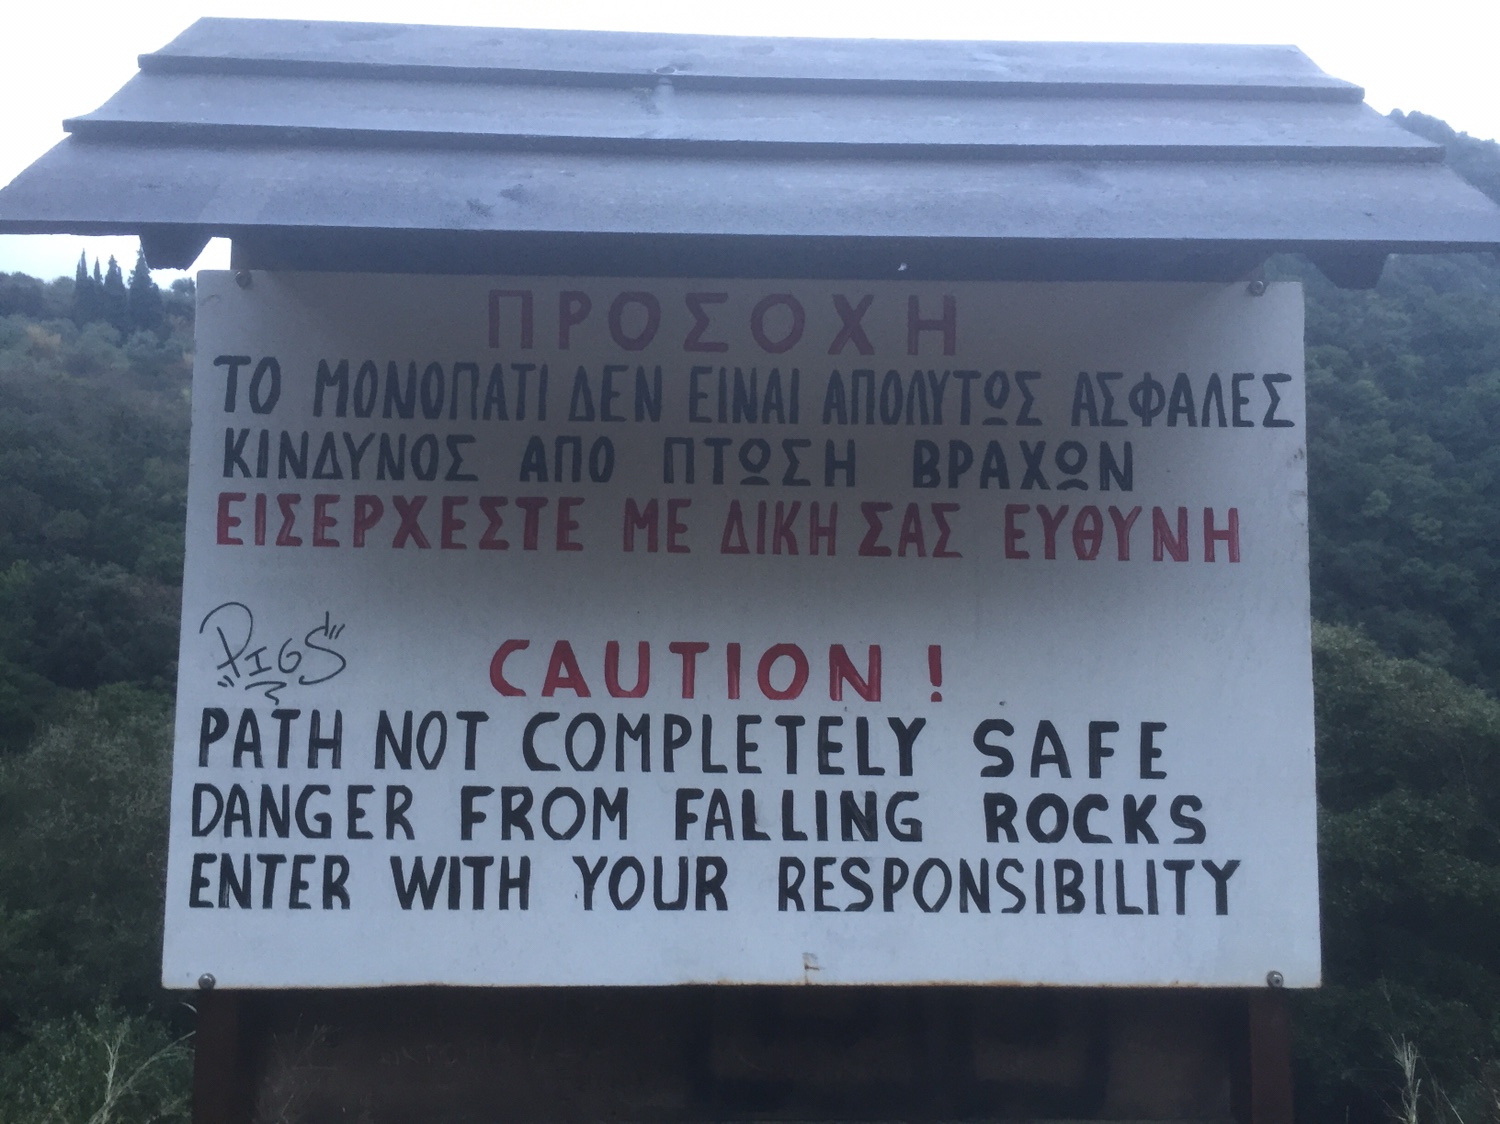 ΠΡΟΣΟΧΗ
ΤΟ ΜΟΝΟΠΑΤΙ ΔΕΝ ΕΙΝΑΙ ΑΠΟΛΥΤΩΣ ΑΣΦΑΛΕΣ
ΚΙΝΔΥΝΟΣ ΑΠΟ ΠΤΩΣΗ ΒΡΑΧΩΝ
ΕΙΣΕΡΧΕΣΤΕ ΜΕ ΔΙΚΗ ΣΑΣ ΕΥΘΥΝΗ
PIGS
CAUTION !
PATH NOT COMPLETELY SAFE
DANGER FROM FALLING ROCKS
ENTER WITH YOUR RESPONSIBILITY